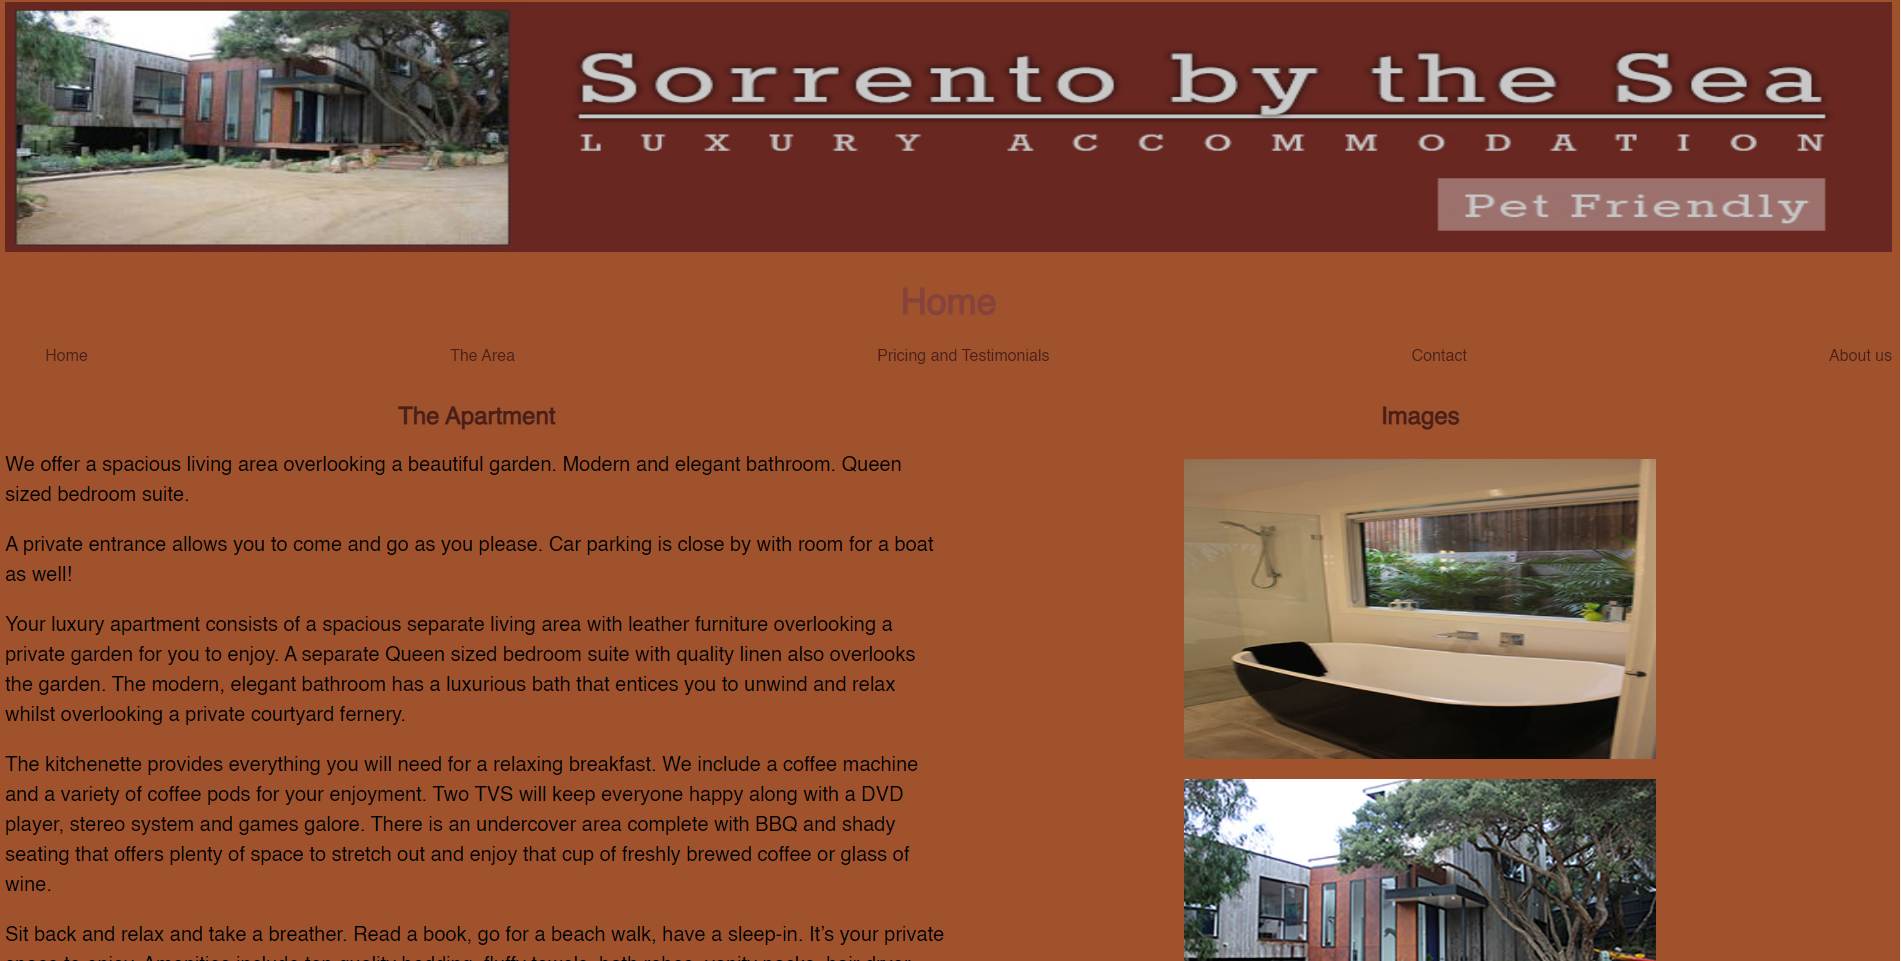 Sorrento by the Sea
LUXURY ACCOMMODATION
Pet Friendly
Home
Home The Area Pricing and Testimonials Contact About us
The Apartment
We offer a spacious living area overlooking a beautiful garden. Modern and elegant bathroom. Queen
sized bedroom suite.
A private entrance allows you to come and go as you please. Car parking is close by with room for a boat
as well!
Your luxury apartment consists of a spacious separate living area with leather furniture overlooking a
private garden for you to enjoy. A separate Queen sized bedroom suite with quality linen also overlooks
the garden. The modern, elegant bathroom has a luxurious bath that entices you to unwind and relax
whilst overlooking a private courtyard fernery.
The kitchenette provides everything you will need for a relaxing breakfast. We include a coffee machine
and a variety of coffee pods for your enjoyment. Two TVS will keep everyone happy along with a DVD
player, stereo system and games galore. There is an undercover area complete with BBQ and shady
seating that offers plenty of space to stretch out and enjoy that cup of freshly brewed coffee or glass of
wine.
Sit back and relax and take a breather. Read a book, go for a beach walk, have a sleep-in. It's your private
Images